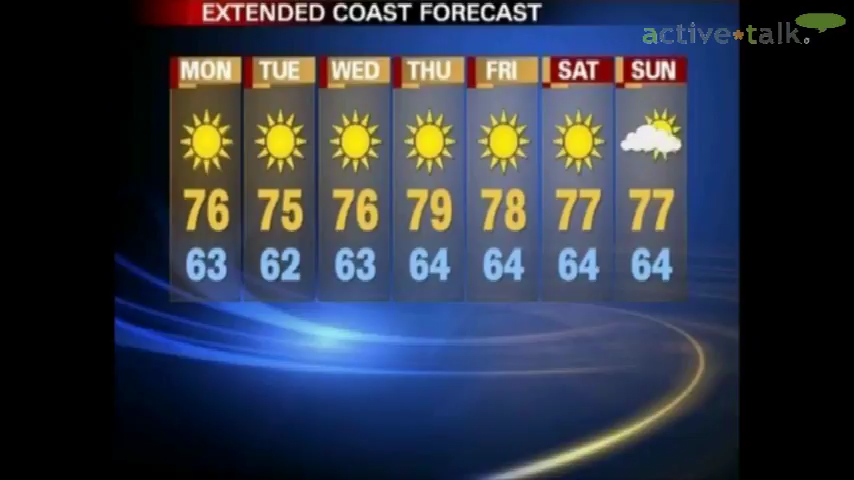 EXTENDED COAST FORECAST
active*talk.
MON TUE WED THU FRI SAT SUN
76 75 76 79 78 77 77
63 62 63 64 64 64 64